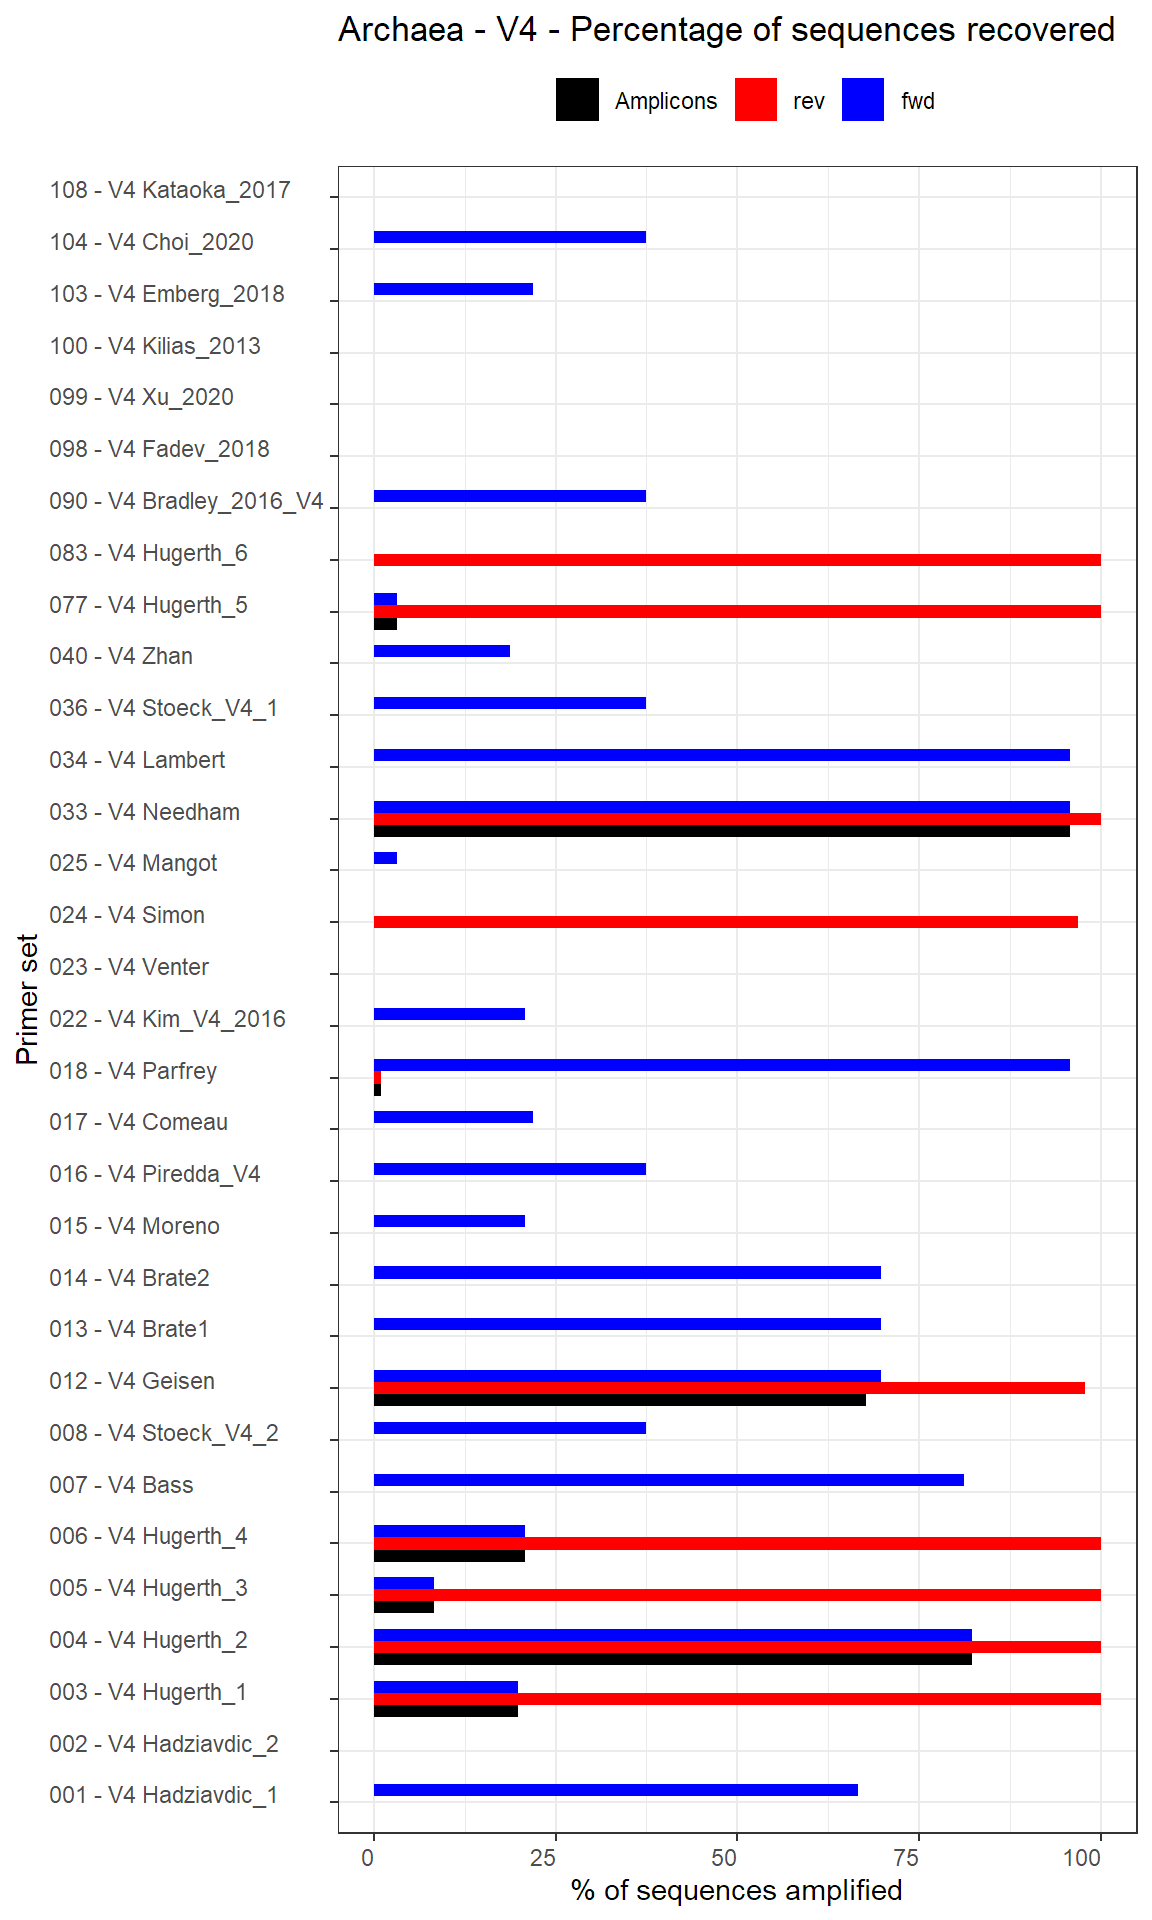 Archaea - V4 - Percentage of sequences recovered
Amplicons rev fwd
108 - V4 Kataoka_2017
104 - V4 Choi_2020
103 - V4 Emberg_2018
100 - V4 Kilias_2013
099 - V4 Xu_2020
098 - V4 Fadev_2018
090 - V4 Bradley_2016_V4
083 - V4 Hugerth_6
077 - V4 Hugerth_5
040 - V4 Zhan
036 - V4 Stoeck_V4_1
034 - V4 Lambert
033 - V4 Needham
025 - V4 Mangot
024 - V4 Simon
023 - V4 Venter
022 - V4 Kim_V4_2016
018 - V4 Parfrey
017 - V4 Comeau
016 - V4 Piredda_V4
015 - V4 Moreno
014 - V4 Brate2
013 - V4 Brate1
012 - V4 Geisen
008 - V4 Stoeck_V4_2
007 - V4 Bass
006 - V4 Hugerth_4
005 - V4 Hugerth_3
004 - V4 Hugerth_2
003 - V4 Hugerth_1
002 - V4 Hadziavdic_2
001 - V4 Hadziavdic_1
Primer set
0 25 50 75 100
% of sequences amplified